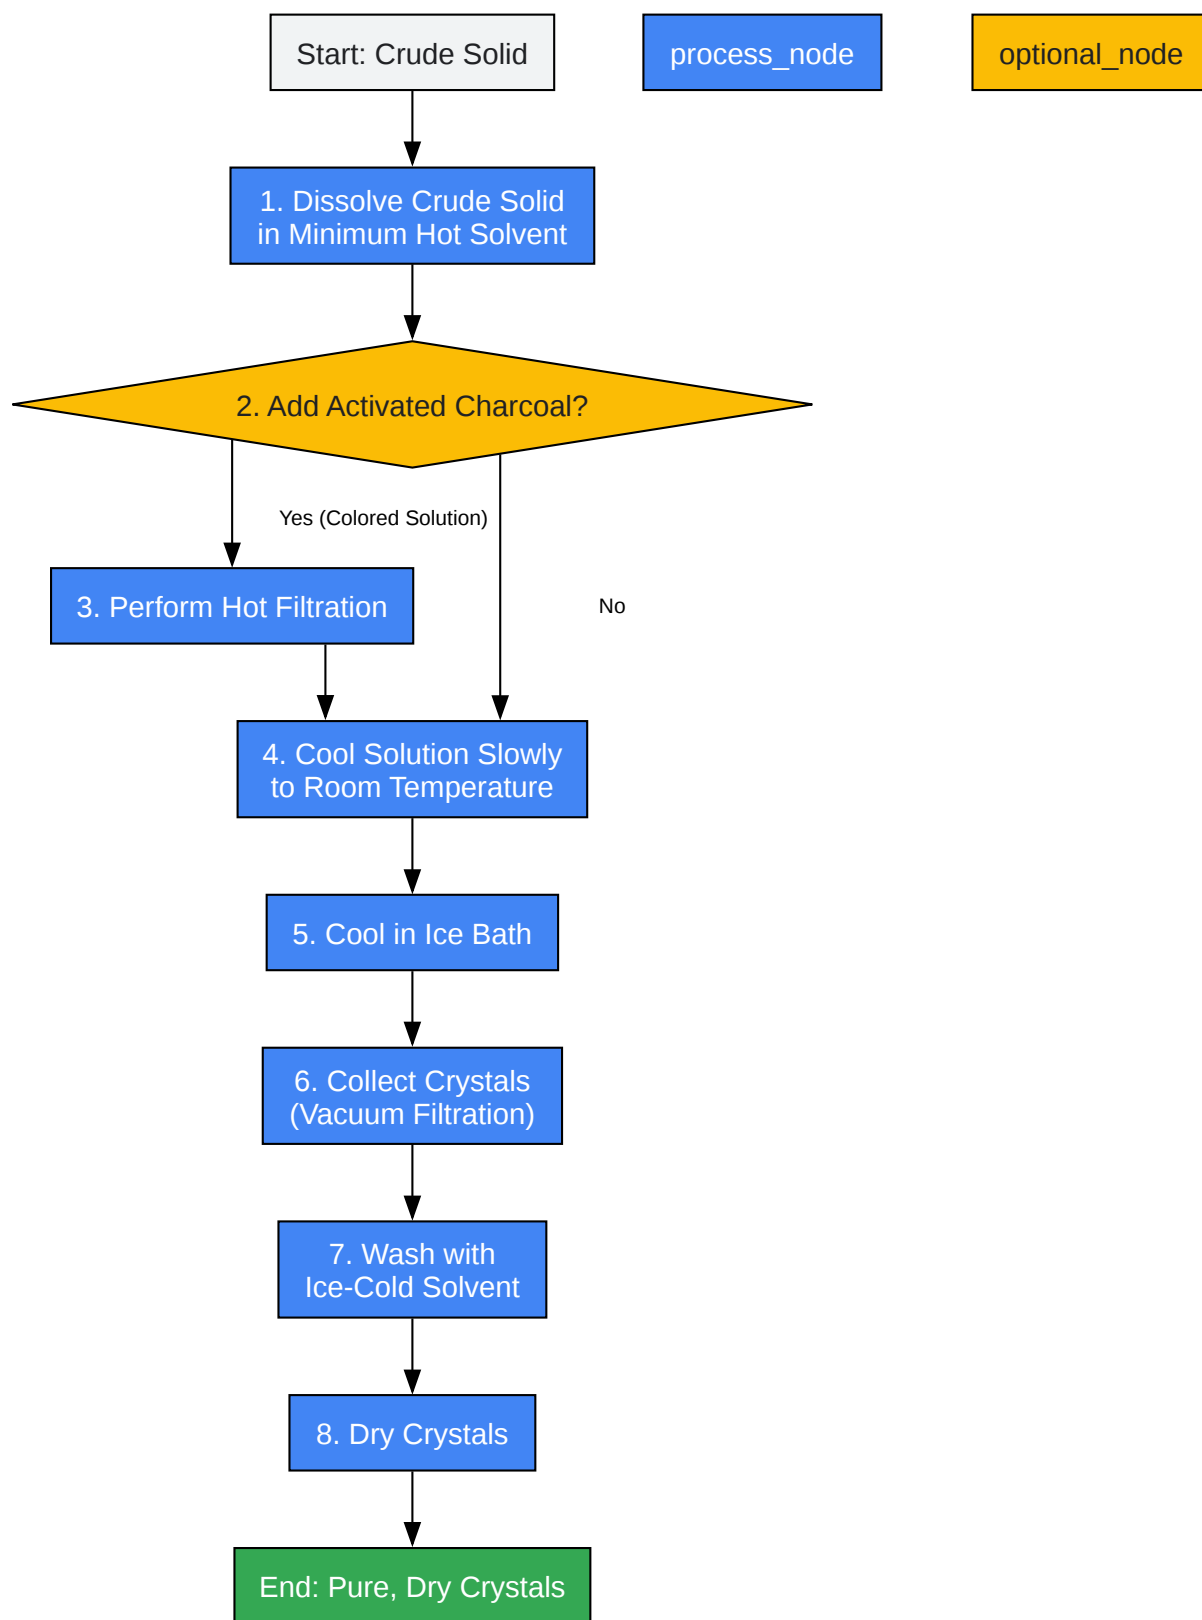 Start: Crude Solid
process_node
optional_node
1. Dissolve Crude Solid
in Minimum Hot Solvent
2. Add Activated Charcoal?
Yes (Colored Solution)
3. Perform Hot Filtration
No
4. Cool Solution Slowly
to Room Temperature
5. Cool in Ice Bath
6. Collect Crystals
(Vacuum Filtration)
7. Wash with
Ice-Cold Solvent
8. Dry Crystals
End: Pure, Dry Crystals